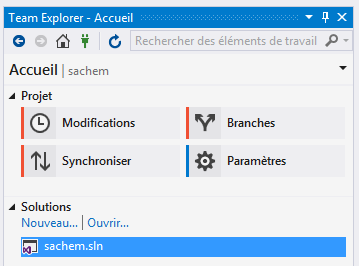 Team Explorer - Accueil
Rechercher des éléments de travail
Accueil | sachem
Projet
Modifications
Branches
Synchroniser
Paramètres
Solutions
Nouveau... | Ouvrir...
sachem.sln